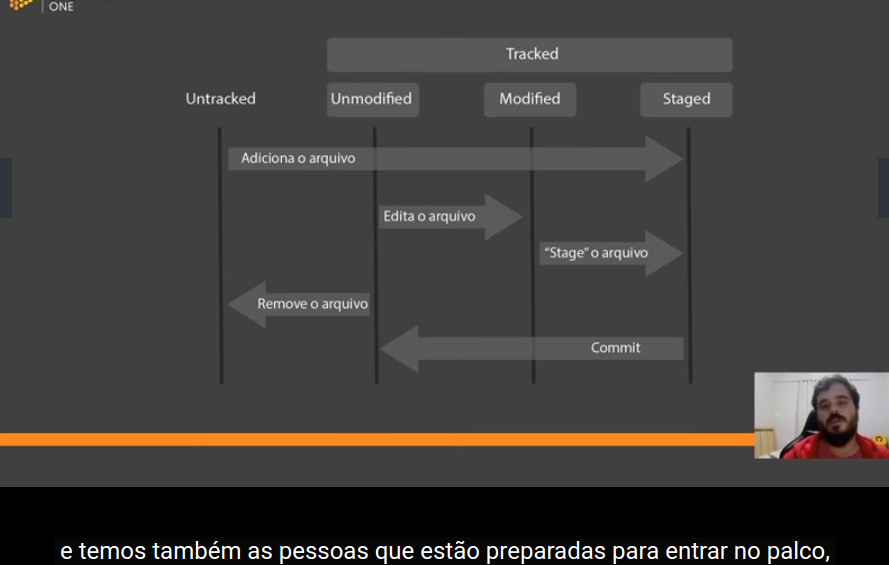 ONE
Tracked
Untracked
Unmodified
Modified
Staged
Adiciona o arquivo
Edita o arquivo
“Stage” o arquivo
Remove o arquivo
Commit
e temos também as pessoas que estão preparadas para entrar no palco,